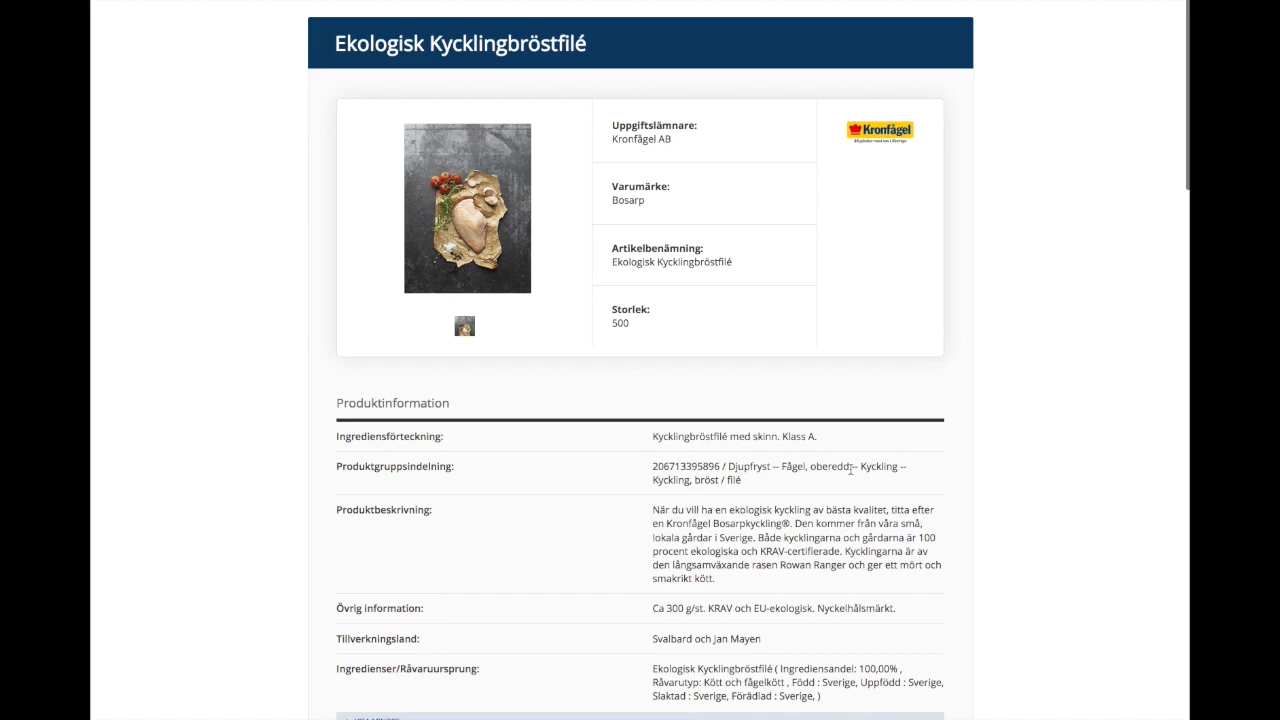 Ekologisk Kycklingbröstfilé
Uppgiftslämnare:
Kronfågel AB
Kronfågel
Varumärke:
Bosarp
Artikelbenämning:
Ekologisk Kycklingbröstfilé
Storlek:
500
Produktinformation
Ingrediensförteckning:
Kycklingbröstfilé med skinn. Klass A.
Produktgruppsindelning:
206713395896 / Djupfryst -- Fågel, oberedd -- Kyckling --
Kyckling, bröst / filé
Produktbeskrivning:
När du vill ha en ekologisk kyckling av bästa kvalitet, titta efter
en Kronfågel Bosarpkyckling®. Den kommer från våra små,
lokala gårdar i Sverige. Både kycklingarna och gårdarna är 100
procent ekologiska och KRAV-certifierade. Kycklingarna är av
den långsamväxande rasen Rowan Ranger och ger ett mört och
smakrikt kött.
Övrig information:
Ca 300 g/st. KRAV och EU-ekologisk. Nyckelhålsmärkt.
Tillverkningsland:
Svalbard och Jan Mayen
Ingredienser/Råvaruursprung:
Ekologisk Kycklingbröstfilé ( Ingrediensandel: 100,00% ,
Råvarutyp: Kött och fågelkött , Född : Sverige, Uppfödd : Sverige,
Slaktad : Sverige, Förädlad : Sverige, )